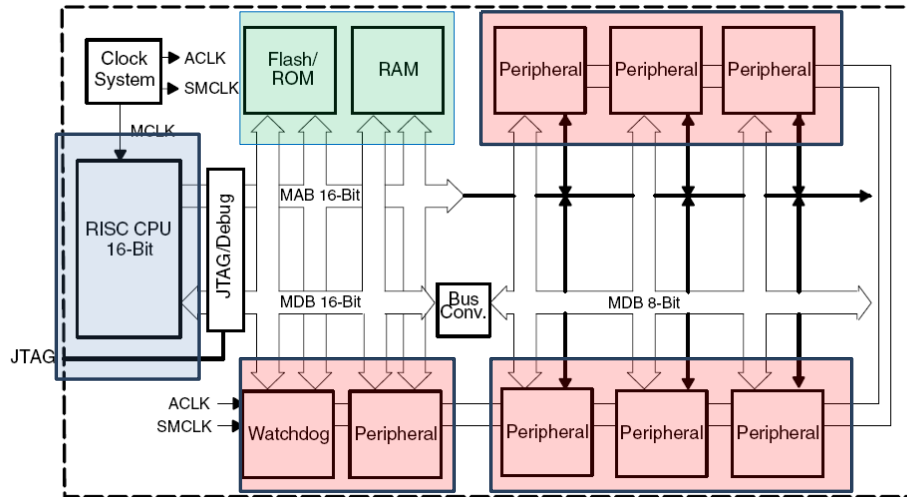 Clock
System
ACLK
SMCLK
MCLK
Flash/
ROM
RAM
Peripheral
Peripheral
Peripheral
RISC CPU
16-Bit
JTAG/Debug
MAB 16-Bit
MDB 16-Bit
Bus
Conv.
MDB 8-Bit
JTAG
ACLK
SMCLK
Watchdog
Peripheral
Peripheral
Peripheral
Peripheral